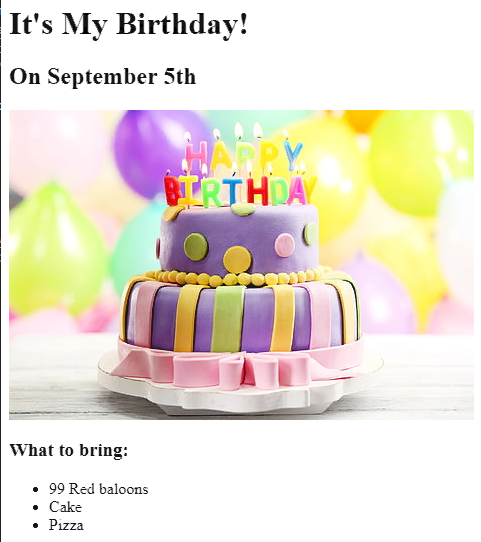 It's My Birthday!
On September 5th
HAPPY
BIRTHDAY
What to bring:
99 Red baloons
Cake
Pizza